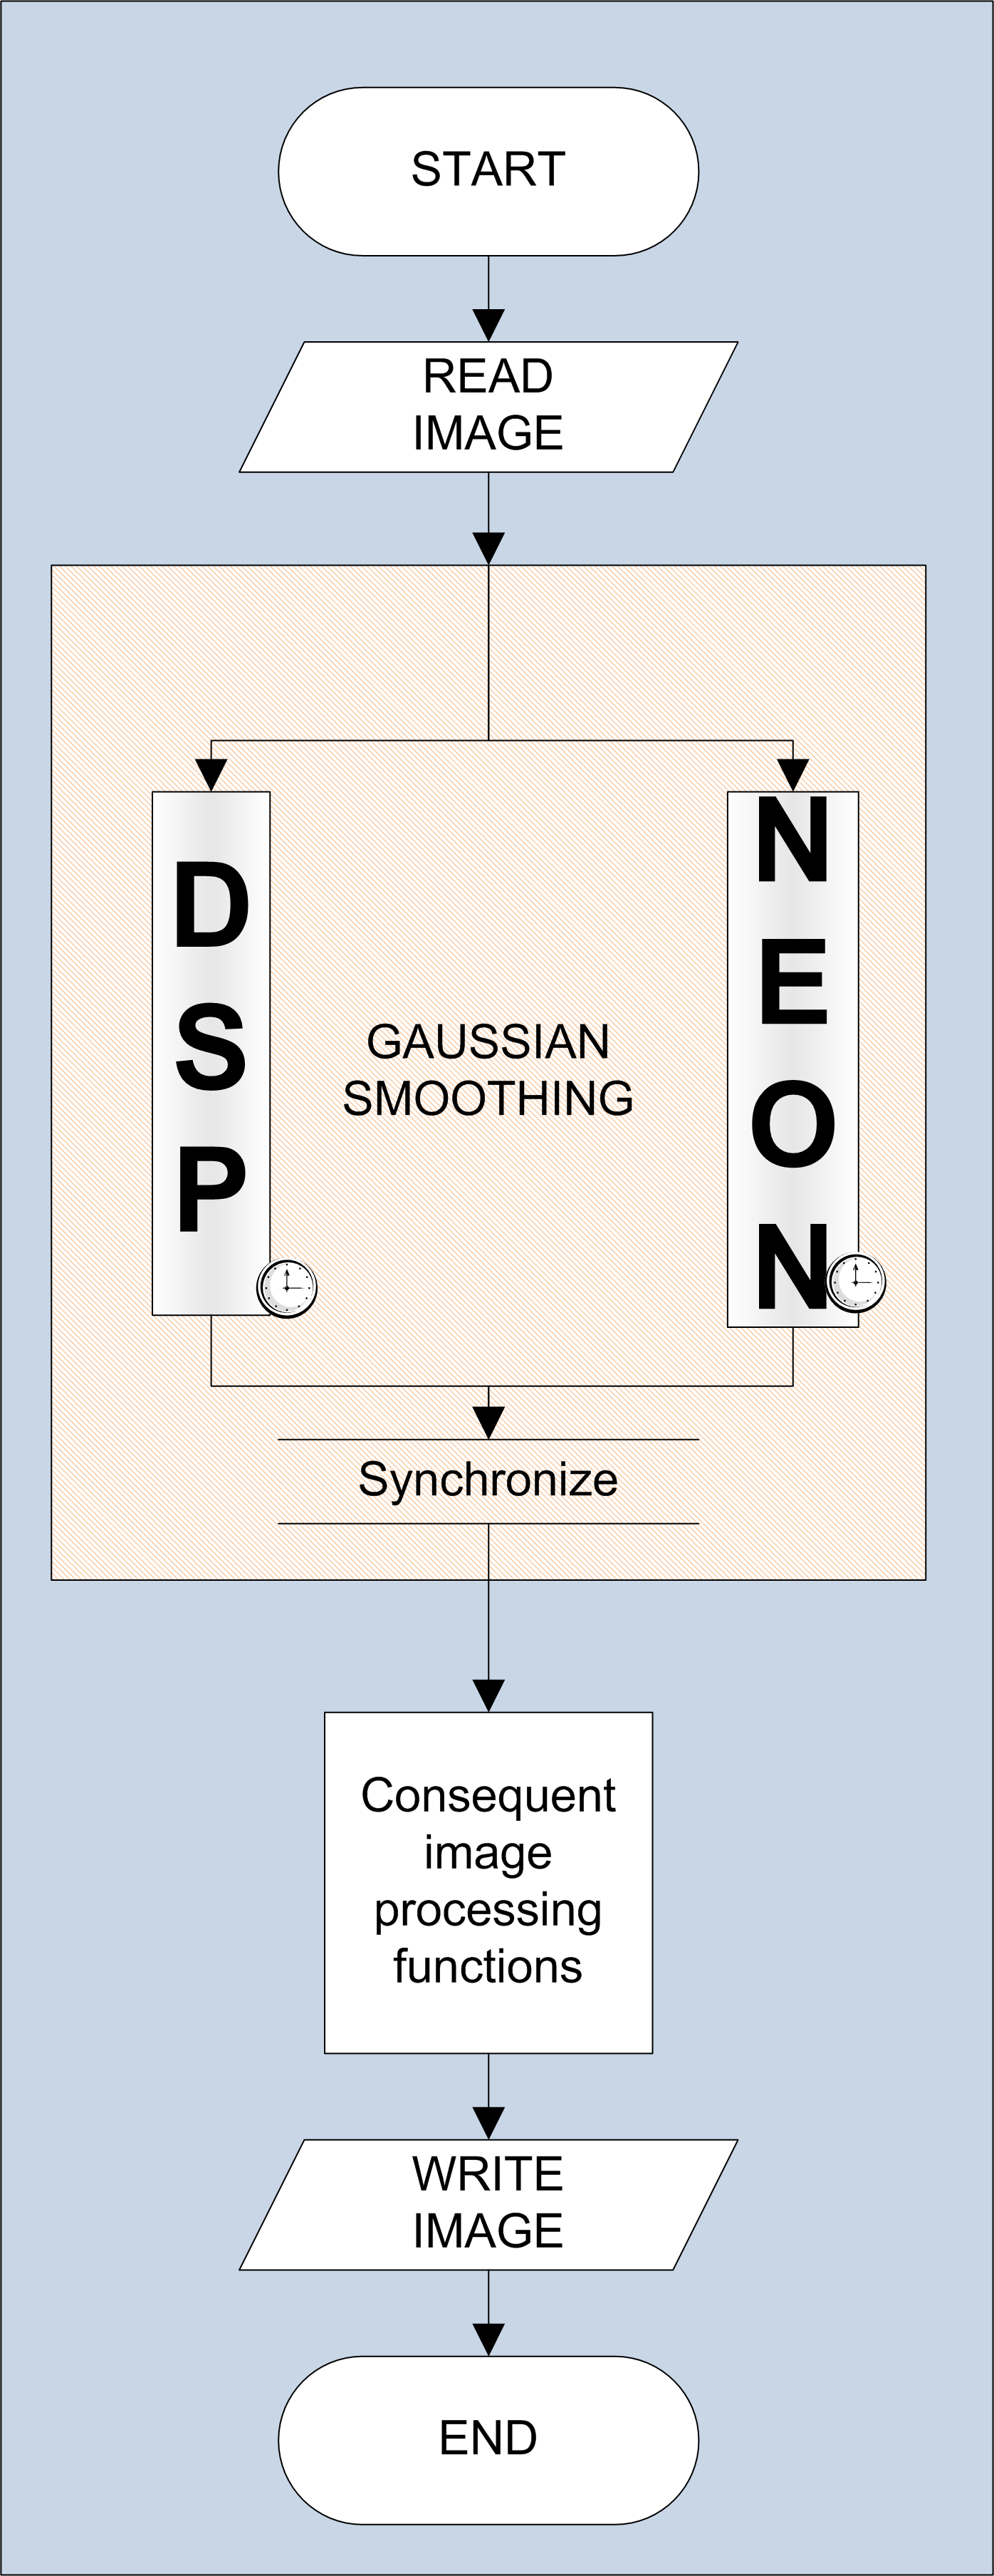 START
READ
IMAGE
DSP
NEON
GAUSSIAN
SMOOTHING
Synchronize
Consequent
image
processing
functions
WRITE
IMAGE
END